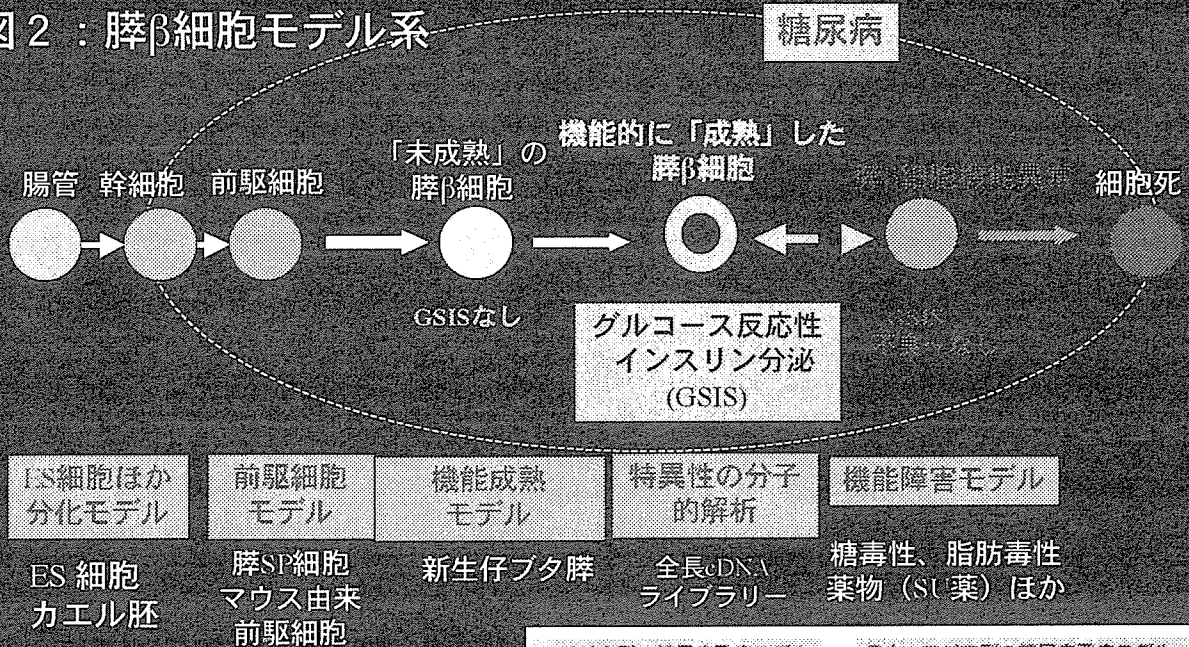 図2：膵β細胞モデル系
糖尿病
腸管
幹細胞
前駆細胞
「未成熟」の
膵β細胞
機能的に「成熟」した
膵β細胞
細胞死
GSISなし
グルコース反応性
インスリン分泌
(GSIS)
ES細胞ほか
分化モデル
前駆細胞
モデル
機能成熟
モデル
特異性の分子
的解析
機能障害モデル
ES 細胞
カエル胚
膵SP細胞
マウス由来
前駆細胞
新生仔ブタ膵
全長cDNA
ライブラリー
糖毒性、脂肪毒性
薬物（SU薬）ほか